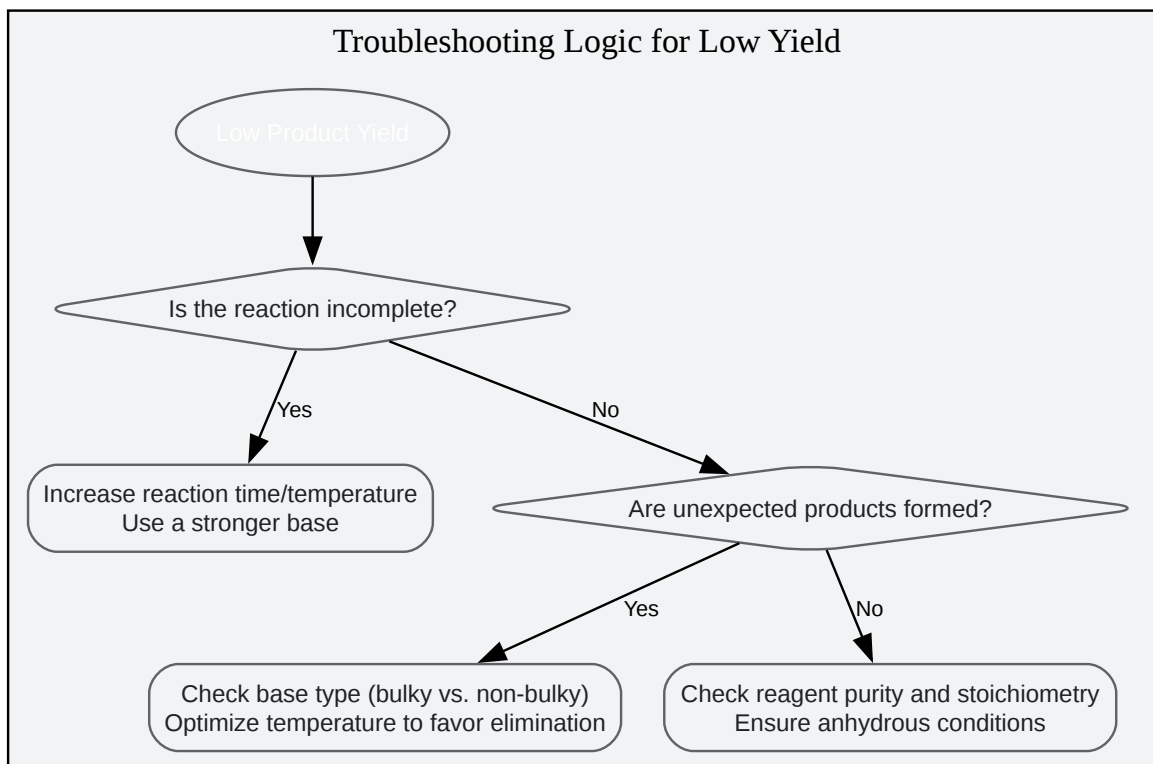 Troubleshooting Logic for Low Yield
Low Product Yield
Is the reaction incomplete?
Yes
No
Increase reaction time/temperature
Use a stronger base
Are unexpected products formed?
Yes
No
Check base type (bulky vs. non-bulky)
Optimize temperature to favor elimination
Check reagent purity and stoichiometry
Ensure anhydrous conditions